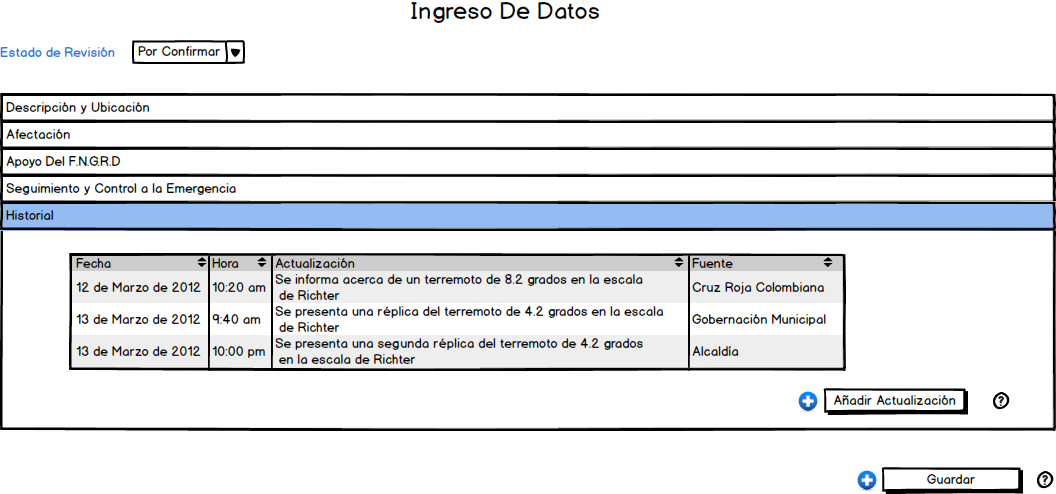 Ingreso De Datos
Estado de Revisión Por Confirmar
Descripción y Ubicación
Afectación
Apoyo Del F.N.G.R.D
Seguimiento y Control a la Emergencia
Historial
Fecha Hora Actualización Fuente
12 de Marzo de 2012 10:20 am Se informa acerca de un terremoto de 8.2 grados en la escala
de Richter Cruz Roja Colombiana
13 de Marzo de 2012 9:40 am Se presenta una réplica del terremoto de 4.2 grados en la escala
de Richter Gobernación Municipal
13 de Marzo de 2012 10:00 pm Se presenta una segunda réplica del terremoto de 4.2 grados
en la escala de Richter Alcaldía
Añadir Actualización ?
Guardar ?